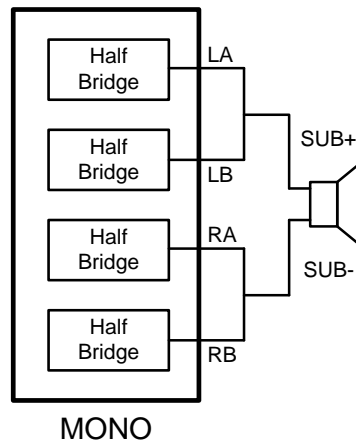 Half
Bridge
LA
Half
Bridge
LB
SUB+
Half
Bridge
RA
SUB-
Half
Bridge
RB
MONO